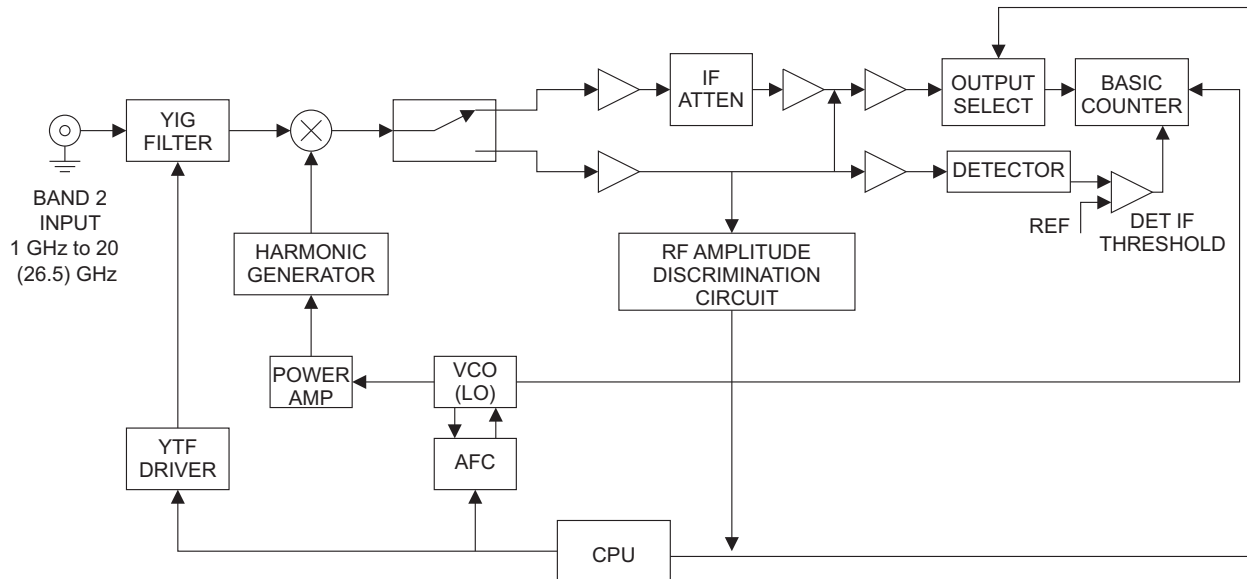 YIG
FILTER
BAND 2
INPUT
1 GHz to 20
(26.5) GHz
HARMONIC
GENERATOR
POWER
AMP
VCO
(LO)
YTF
DRIVER
AFC
CPU
IF
ATTEN
OUTPUT
SELECT
BASIC
COUNTER
DETECTOR
REF
DET IF
THRESHOLD
RF AMPLITUDE
DISCRIMINATION
CIRCUIT